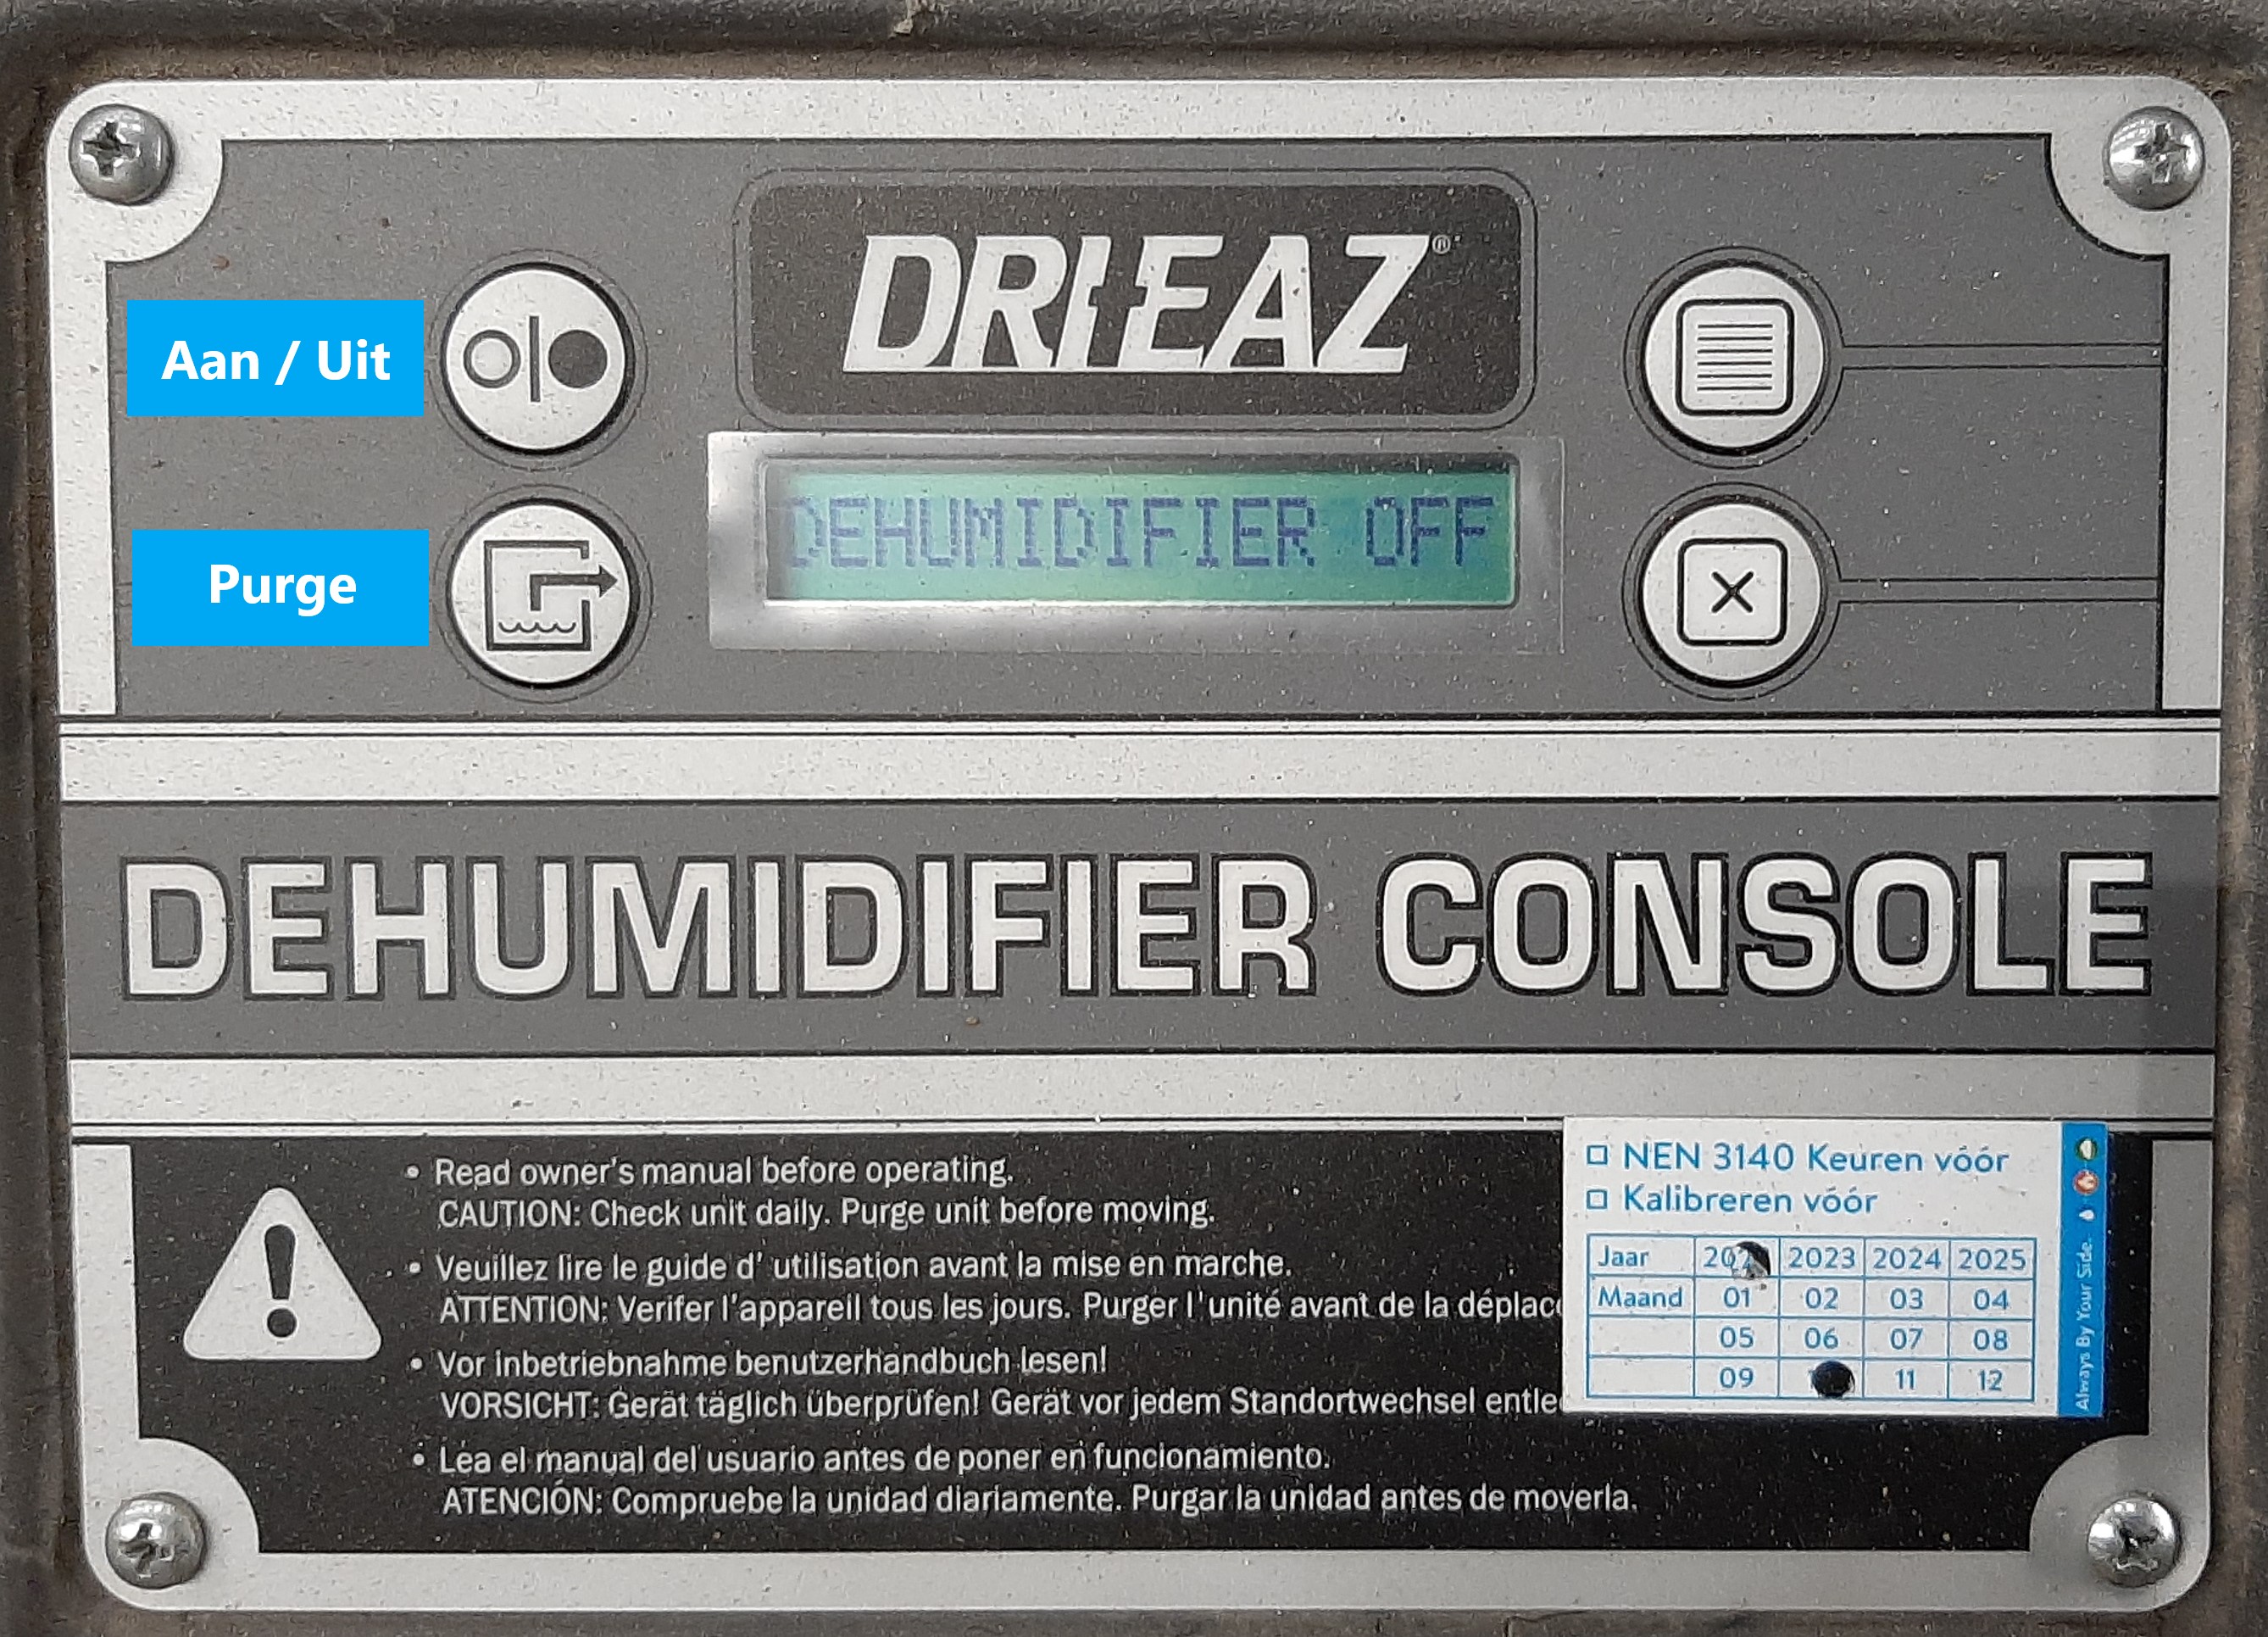 DRI-EAZ®
Aan / Uit
DEHUMIDIFIER OFF
Purge
DEHUMIDIFIER CONSOLE
• Read owner's manual before operating.
CAUTION: Check unit daily. Purge unit before moving.
• Veuillez lire le guide d' utilisation avant la mise en marche.
ATTENTION: Verifer l'appareil tous les jours. Purger l'unité avant de la
• Vor inbetriebnahme benutzerhandbuch lesen!
VORSICHT: Gerät täglich überprüfen! Gerät vor jedem Standortwechsel
• Lea el manual del usuario antes de poner en funcionamiento.
ATENCIÓN: Compruebe la unidad diariamente. Purgar la unidad antes de moverla.
NEN 3140 Keuren vóór
Kalibreren vóór
Jaar 2023 2024 2025
Maand 01 02 03 04
05 06 07 08
09 11 12
Always By Your Side.